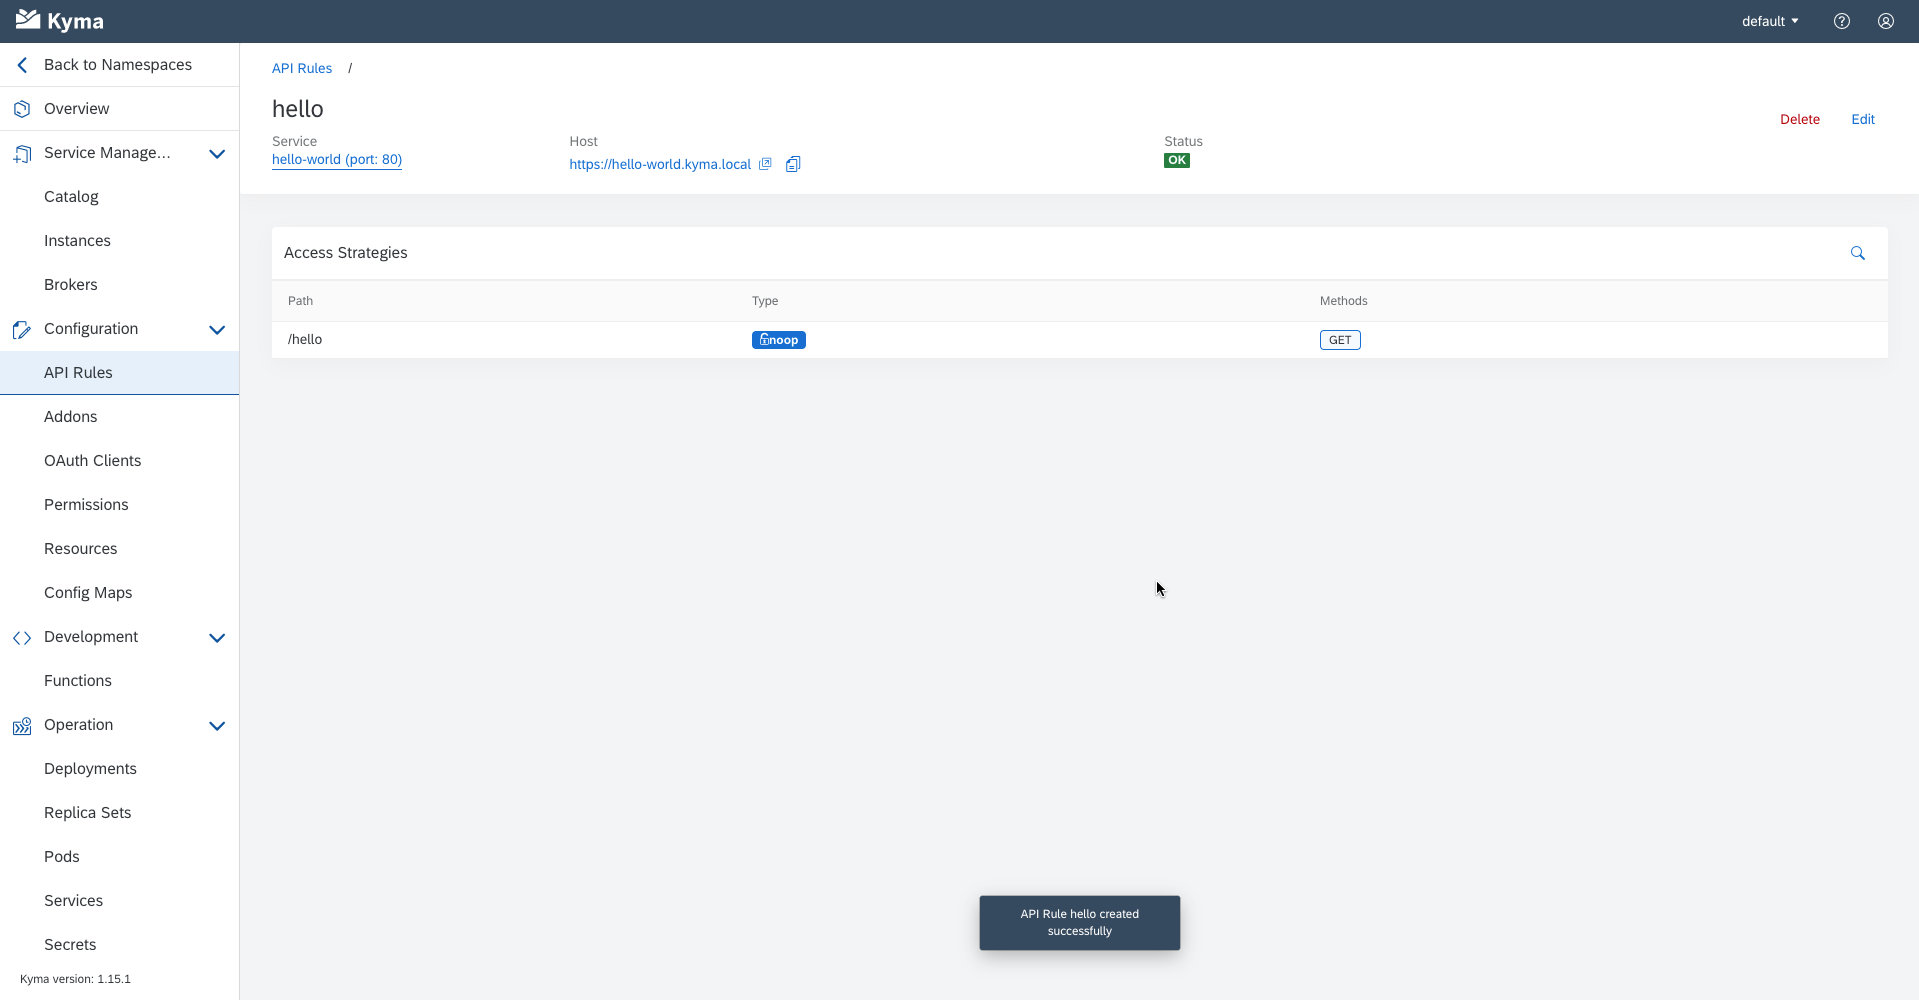 Kyma
default
Back to Namespaces
Overview
Service Manage...
Catalog
Instances
Brokers
Configuration
API Rules
Addons
OAuth Clients
Permissions
Resources
Config Maps
Development
Functions
Operation
Deployments
Replica Sets
Pods
Services
Secrets
Kyma version: 1.15.1
API Rules /
hello
Delete Edit
Service Host Status
hello-world (port: 80) https://hello-world.kyma.local OK
Access Strategies
Path Type Methods
/hello noop GET
API Rule hello created
successfully